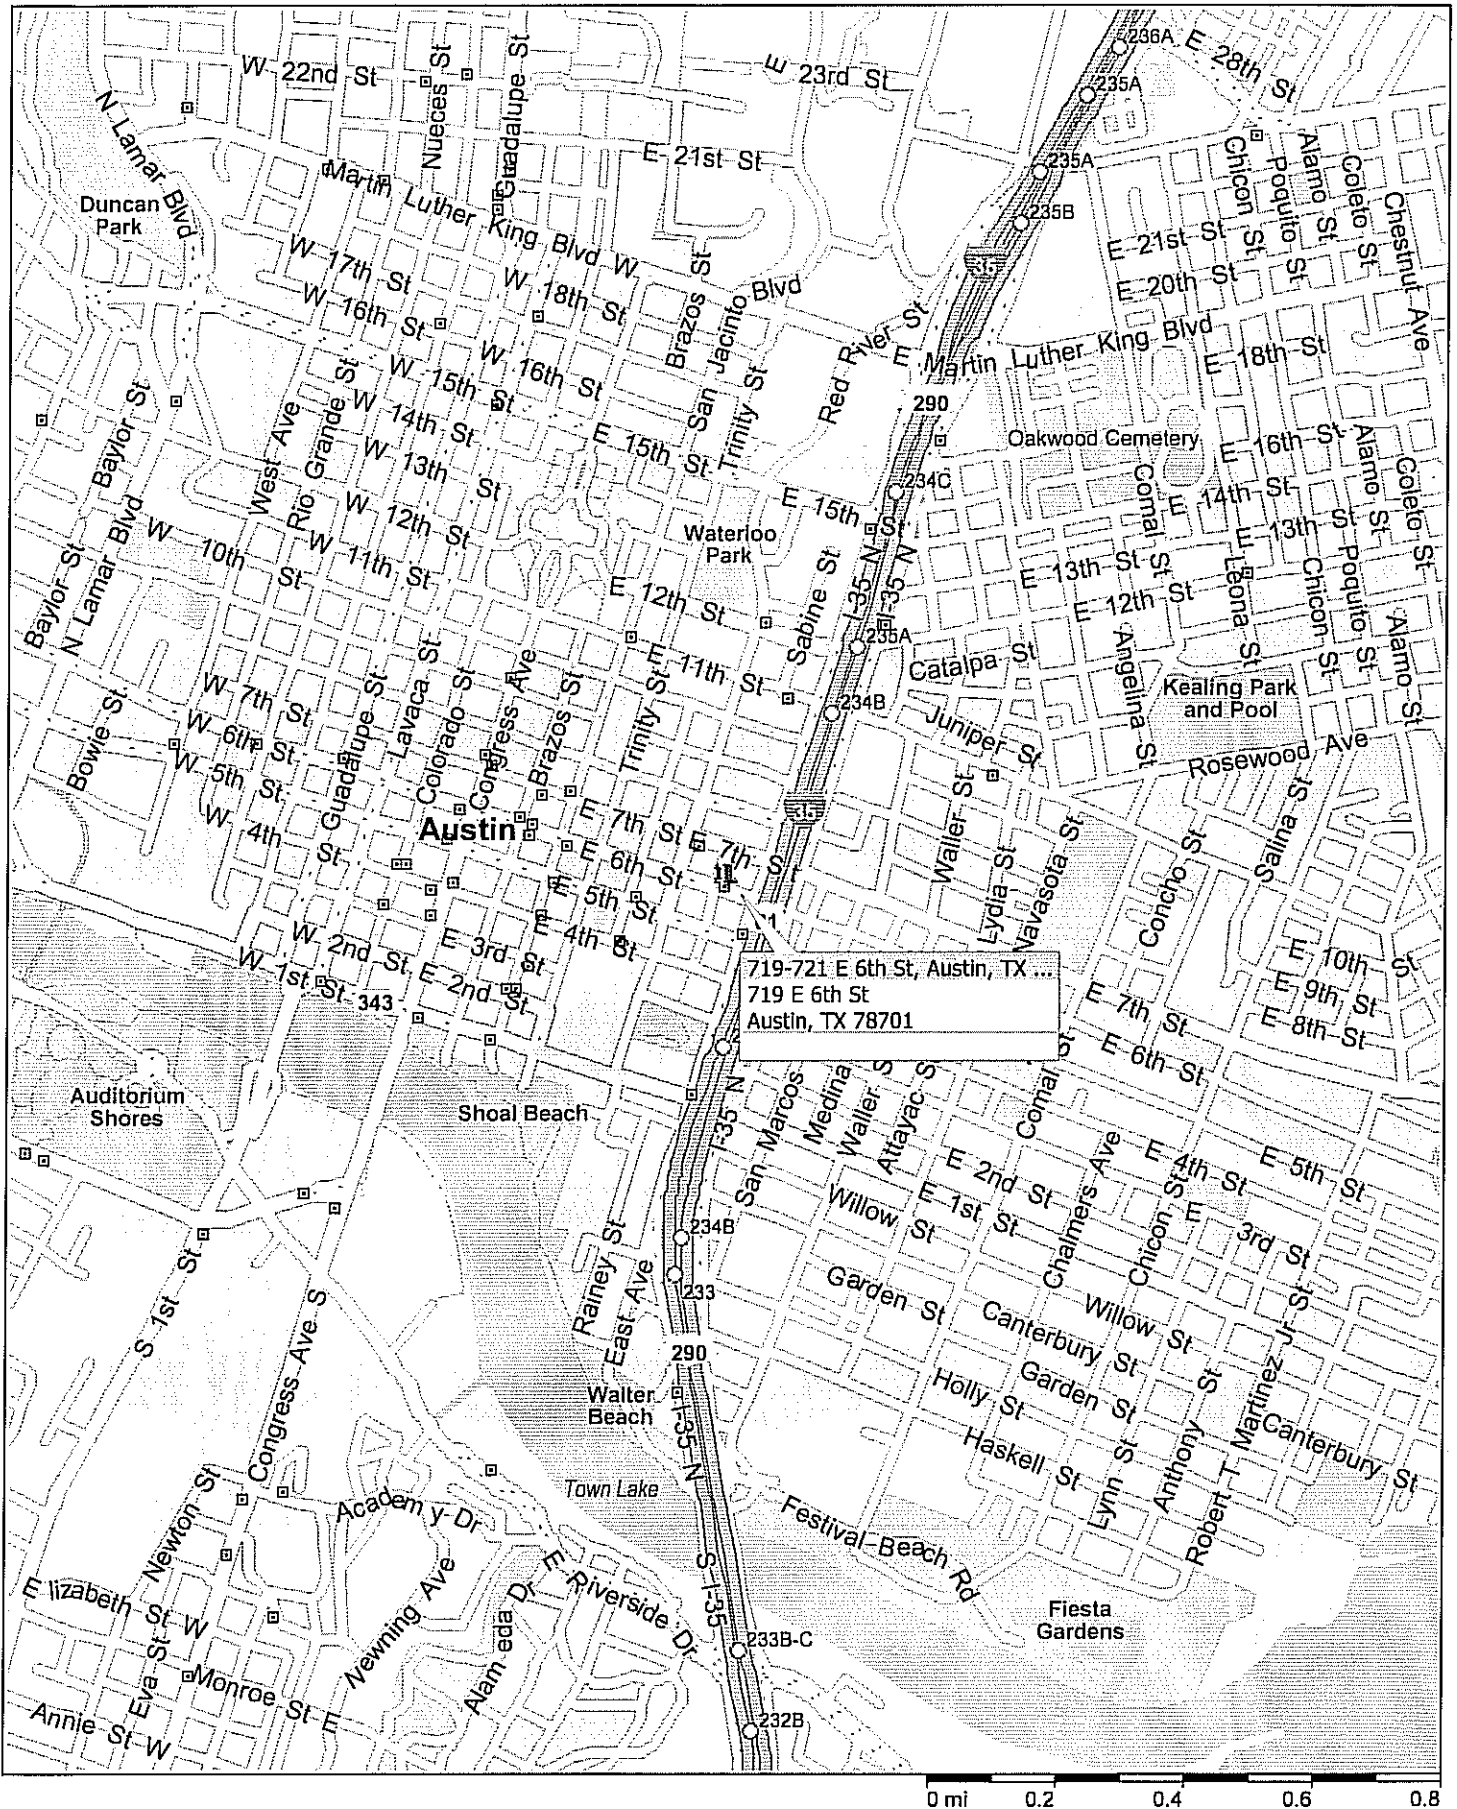 236A
E 28th St
W 22nd St
Nueces St
Guadalupe St
E 23rd St
235A
N Lamar Blvd
E 21st St
235A
Chicon St
Poquito St
Alamo St
Coleto St
Chestnut Ave
Duncan
Park
Martin Luther King Blvd W
235B
E 21st St
W 17th St
W 18th St
Brazos St
San Jacinto Blvd
35
E 20th St
W 16th St
Red River St
E Martin Luther King Blvd
E 18th St
W 15th St
W 16th St
Trinity St
290
Baylor St
West Ave
Rio Grande St
W 14th St
E 15th St
Oakwood Cemetery
E 16th St
Alamo St
Coleto St
W 13th St
234C
Comal St
E 14th St
N Lamar Blvd
W 12th St
E 15th St
E 13th St
W 10th St
W 11th St
Waterloo
Park
I-35 N
I-35 N
E 13th St
Leona St
Chicon St
Poquito St
Baylor St
E 12th St
Sabine St
E 12th St
Alamo St
235A
Catalpa St
Angelina St
E 11th St
W 7th St
Guadalupe St
Lavaca St
Colorado St
Congress Ave
Brazos St
Trinity St
234B
Kealing Park
and Pool
Bowie St
W 6th St
Juniper St
Rosewood Ave
W 5th St
W 4th St
35
Waller St
Salina St
Austin
E 7th St
E 7th St
Lydia St
Navasota St
Concho St
E 6th St
E 5th St
E 4th St
W 2nd St
E 3rd St
E 10th St
W 1st St
343
E 2nd St
719-721 E 6th St, Austin, TX ...
719 E 6th St
Austin, TX 78701
E 7th St
E 9th St
E 8th St
E 6th St
Auditorium
Shores
Shoal Beach
I-35 N
San Marcos
Medina
Waller St
Attayac St
Comal St
E 2nd St
Chalmers Ave
E 4th St
E 5th St
Willow St
E 1st St
Chicon St
E 3rd St
234B
S 1st St
Rainey St
East Ave
233
Garden St
Canterbury St
Willow St
Congress Ave S
290
Garden St
Robert T Martinez Jr St
Walter
Beach
Holly St
Canterbury St
I-35 N
Haskell St
Lynn St
Anthony St
Town Lake
Newton St
Academy Dr
Festival Beach Rd
E Riverside Dr
S I-35
Elizabeth St W
Newning Ave
Alameda Dr
Fiesta
Gardens
233B-C
Eva St
Monroe St E
Annie St W
232B
0 mi 0.2 0.4 0.6 0.8